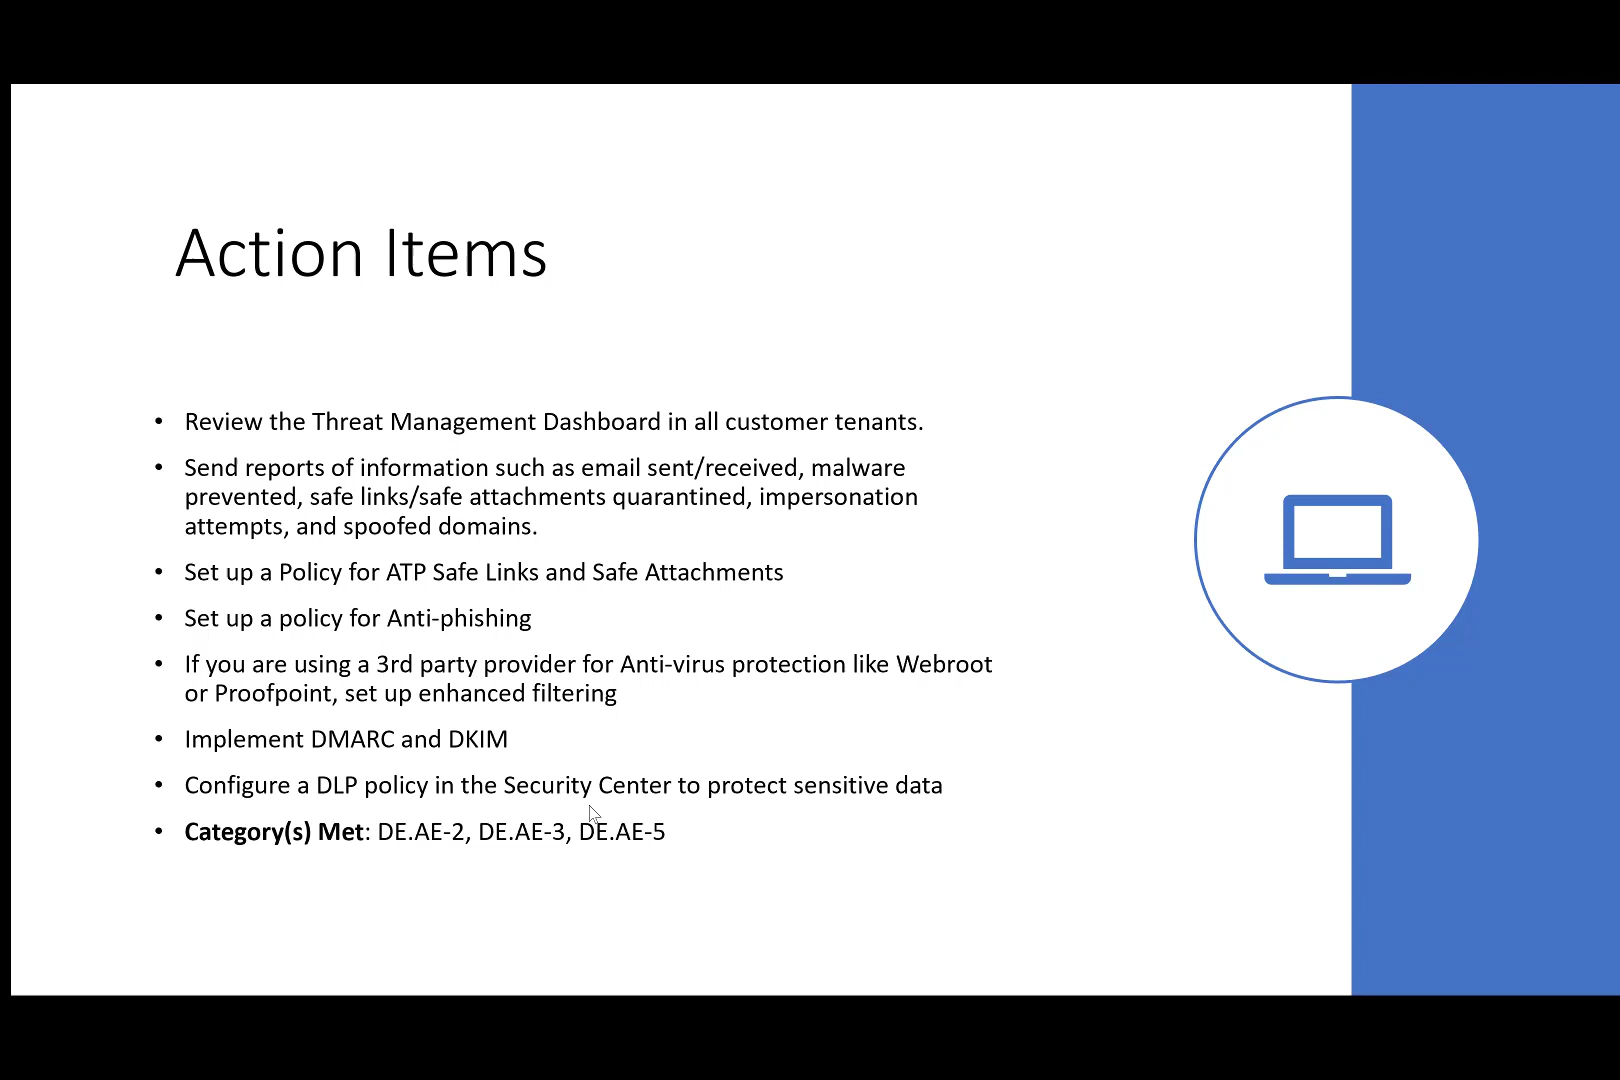 Action Items
• Review the Threat Management Dashboard in all customer tenants.
• Send reports of information such as email sent/received, malware
prevented, safe links/safe attachments quarantined, impersonation
attempts, and spoofed domains.
• Set up a Policy for ATP Safe Links and Safe Attachments
• Set up a policy for Anti-phishing
• If you are using a 3rd party provider for Anti-virus protection like Webroot
or Proofpoint, set up enhanced filtering
• Implement DMARC and DKIM
• Configure a DLP policy in the Security Center to protect sensitive data
• Category(s) Met: DE.AE-2, DE.AE-3, DE.AE-5